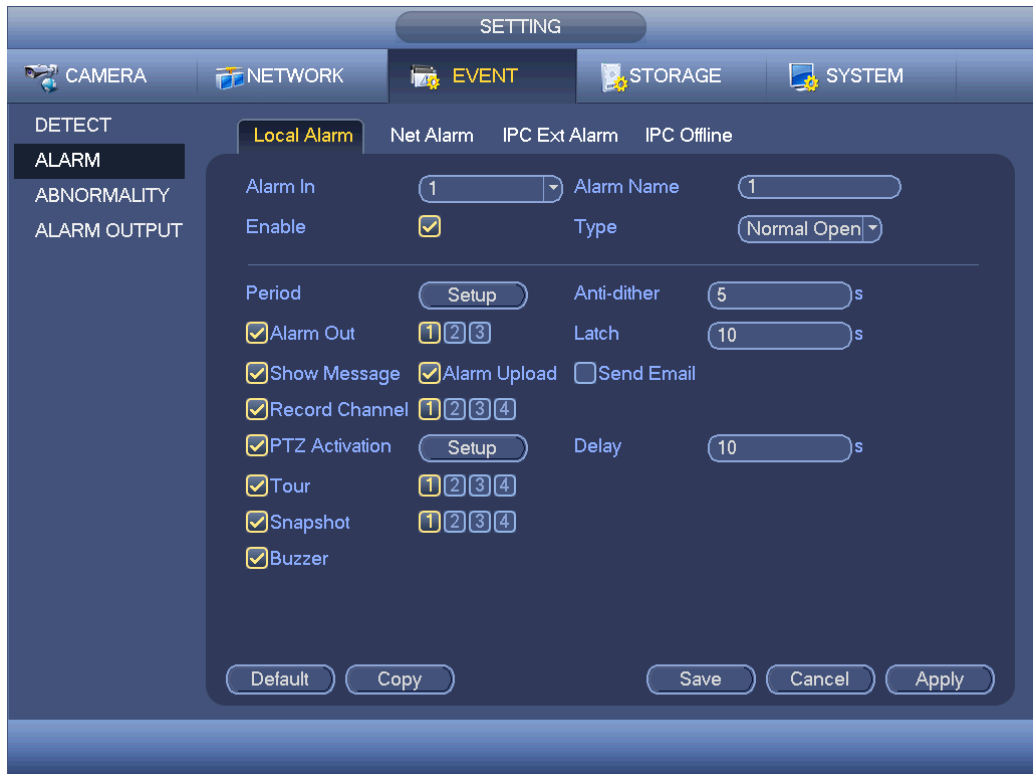 SETTING
CAMERA NETWORK EVENT STORAGE SYSTEM
DETECT
ALARM
ABNORMALITY
ALARM OUTPUT
Local Alarm Net Alarm IPC Ext Alarm IPC Offline
Alarm In 1 Alarm Name 1
Enable Type Normal Open
Period Setup Anti-dither 5 s
Alarm Out 1 2 3 Latch 10 s
Show Message Alarm Upload Send Email
Record Channel 1 2 3 4
PTZ Activation Setup Delay 10 s
Tour 1 2 3 4
Snapshot 1 2 3 4
Buzzer
Default Copy Save Cancel Apply